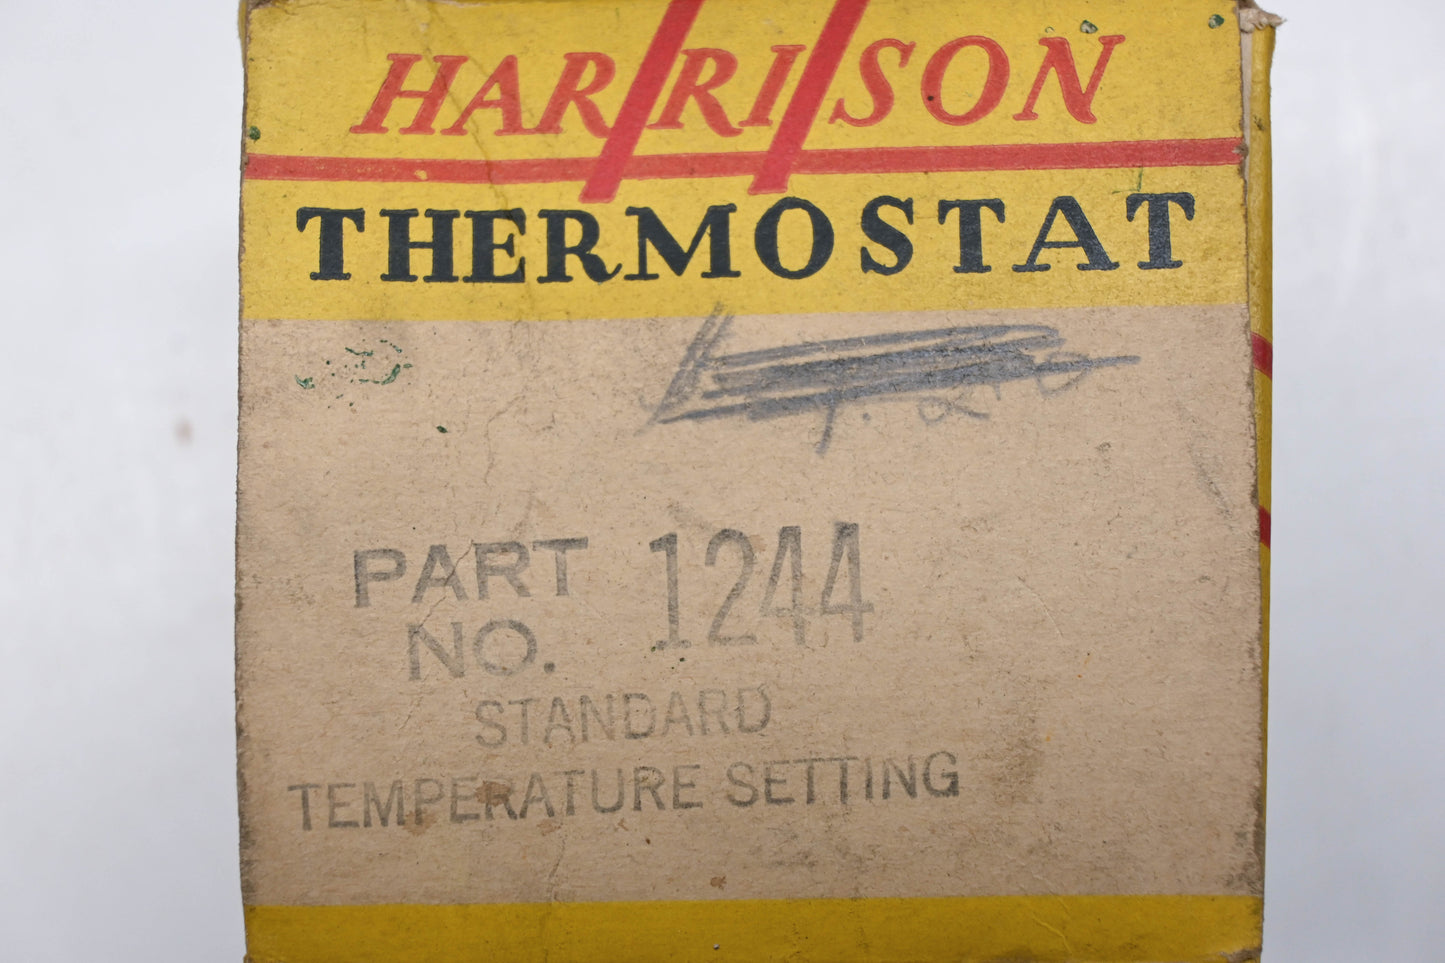 HARRISON
THERMOSTAT
PART
NO. 1244
STANDARD
TEMPERATURE SETTING